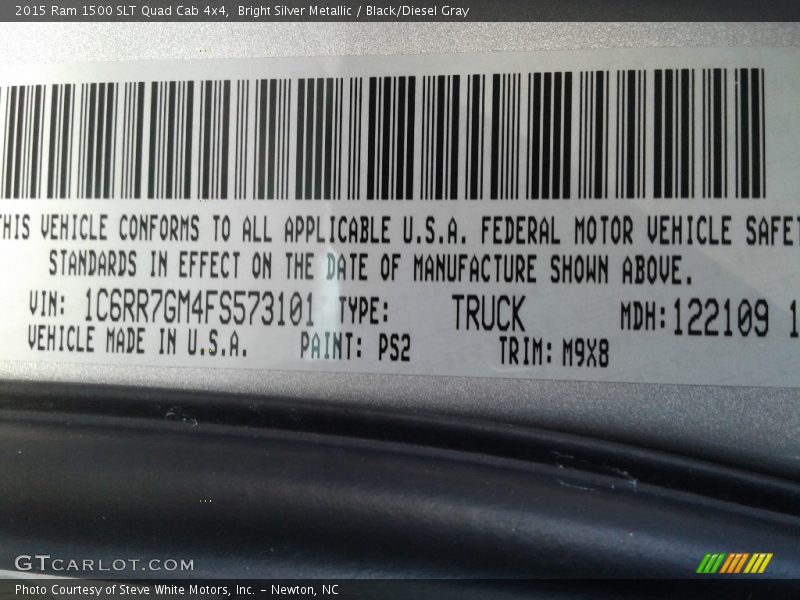 2015 Ram 1500 SLT Quad Cab 4x4, Bright Silver Metallic / Black/Diesel Gray
THIS VEHICLE CONFORMS TO ALL APPLICABLE U.S.A. FEDERAL MOTOR VEHICLE SAFET
STANDARDS IN EFFECT ON THE DATE OF MANUFACTURE SHOWN ABOVE.
VIN: 1C6RR7GM4FS573101 TYPE: TRUCK MDH: 122109 1
VEHICLE MADE IN U.S.A. PAINT: PS2 TRIM: M9X8
GTCARLOT.COM
Photo Courtesy of Steve White Motors, Inc. – Newton, NC